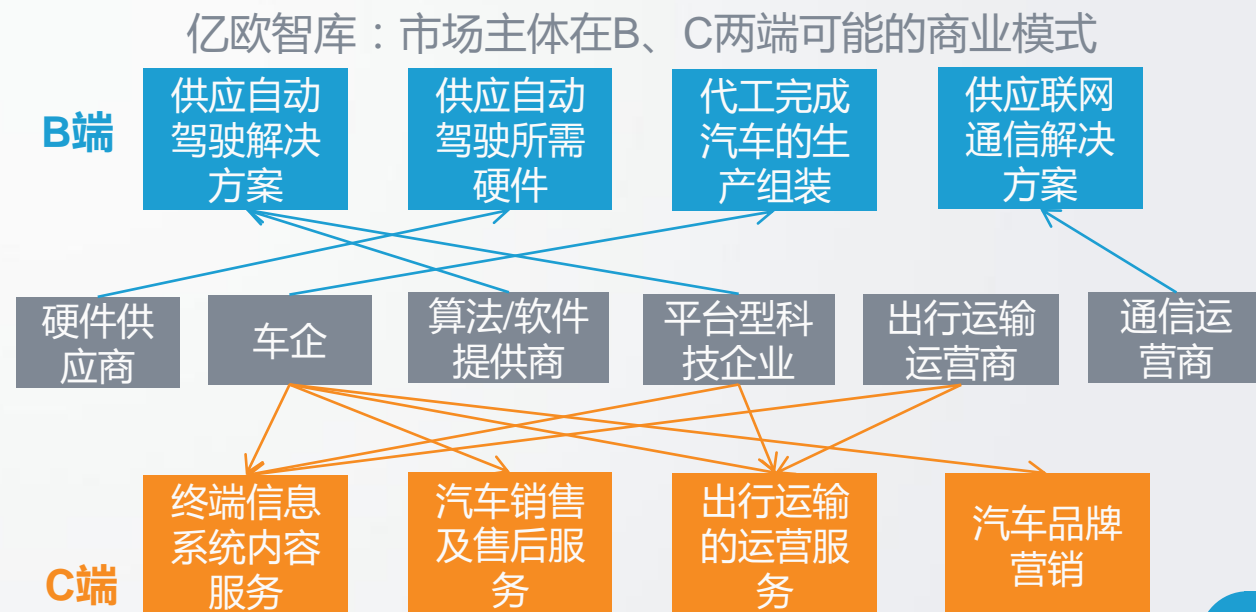 亿欧智库：市场主体在B、C两端可能的商业模式
B端
供应自动
驾驶解决
方案
供应自动
驾驶所需
硬件
代工完成
汽车的生
产组装
供应联网
通信解决
方案
硬件供
应商
车企
算法/软件
提供商
平台型科
技企业
出行运输
运营商
通信运
营商
C端
终端信息
系统内容
服务
汽车销售
及售后服
务
出行运输
的运营服
务
汽车品牌
营销